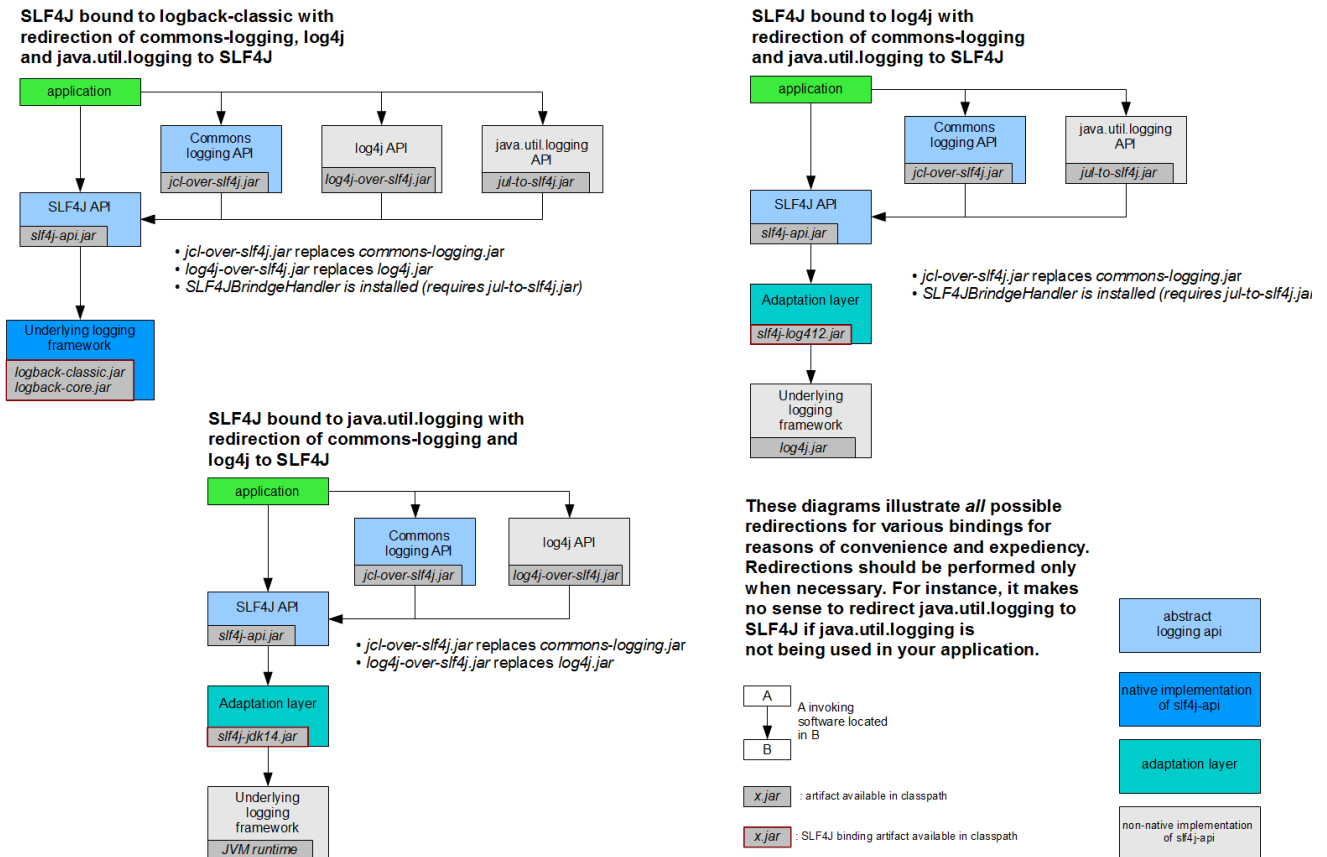 SLF4J bound to logback-classic with
redirection of commons-logging, log4j
and java.util.logging to SLF4J
application
Commons
logging API
jcl-over-slf4j.jar
log4j API
log4j-over-slf4j.jar
java.util.logging
API
jul-to-slf4j.jar
SLF4J API
slf4j-api.jar
• jcl-over-slf4j.jar replaces commons-logging.jar
• log4j-over-slf4j.jar replaces log4j.jar
• SLF4JBrindgeHandler is installed (requires jul-to-slf4j.jar)
Underlying logging
framework
logback-classic.jar
logback-core.jar
SLF4J bound to log4j with
redirection of commons-logging
and java.util.logging to SLF4J
application
Commons
logging API
jcl-over-slf4j.jar
java.util.logging
API
jul-to-slf4j.jar
SLF4J API
slf4j-api.jar
• jcl-over-slf4j.jar replaces commons-logging.jar
• SLF4JBrindgeHandler is installed (requires jul-to-slf4j.jar
Adaptation layer
slf4j-log412.jar
Underlying
logging
framework
log4j.jar
SLF4J bound to java.util.logging with
redirection of commons-logging and
log4j to SLF4J
application
Commons
logging API
jcl-over-slf4j.jar
log4j API
log4j-over-slf4j.jar
SLF4J API
slf4j-api.jar
• jcl-over-slf4j.jar replaces commons-logging.jar
• log4j-over-slf4j.jar replaces log4j.jar
Adaptation layer
slf4j-jdk14.jar
Underlying
logging
framework
JVM runtime
These diagrams illustrate all possible
redirections for various bindings for
reasons of convenience and expediency.
Redirections should be performed only
when necessary. For instance, it makes
no sense to redirect java.util.logging to
SLF4J if java.util.logging is
not being used in your application.
A
A invoking
software located
in B
B
x.jar : artifact available in classpath
x.jar : SLF4J binding artifact available in classpath
abstract
logging api
native implementation
of slf4j-api
adaptation layer
non-native implementation
of slf4j-api